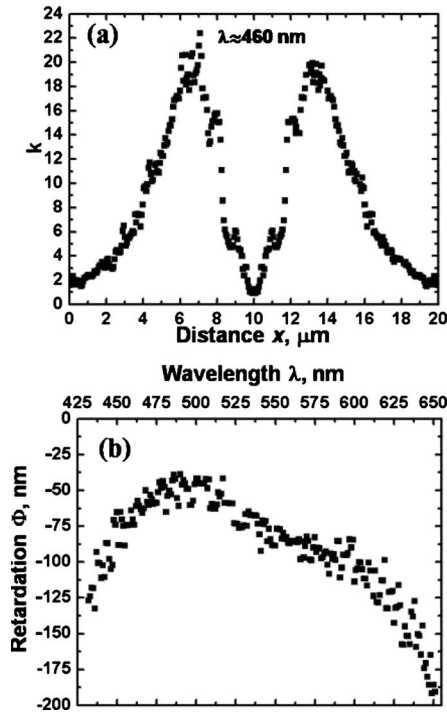 (a)
λ≈460 nm
24
22
20
18
16
14
12
10
8
6
4
2
0
k
0 2 4 6 8 10 12 14 16 18 20
Distance x, μm
Wavelength λ, nm
425 450 475 500 525 550 575 600 625 650
(b)
0
-25
-50
-75
-100
-125
-150
-175
-200
Retardation Φ, nm